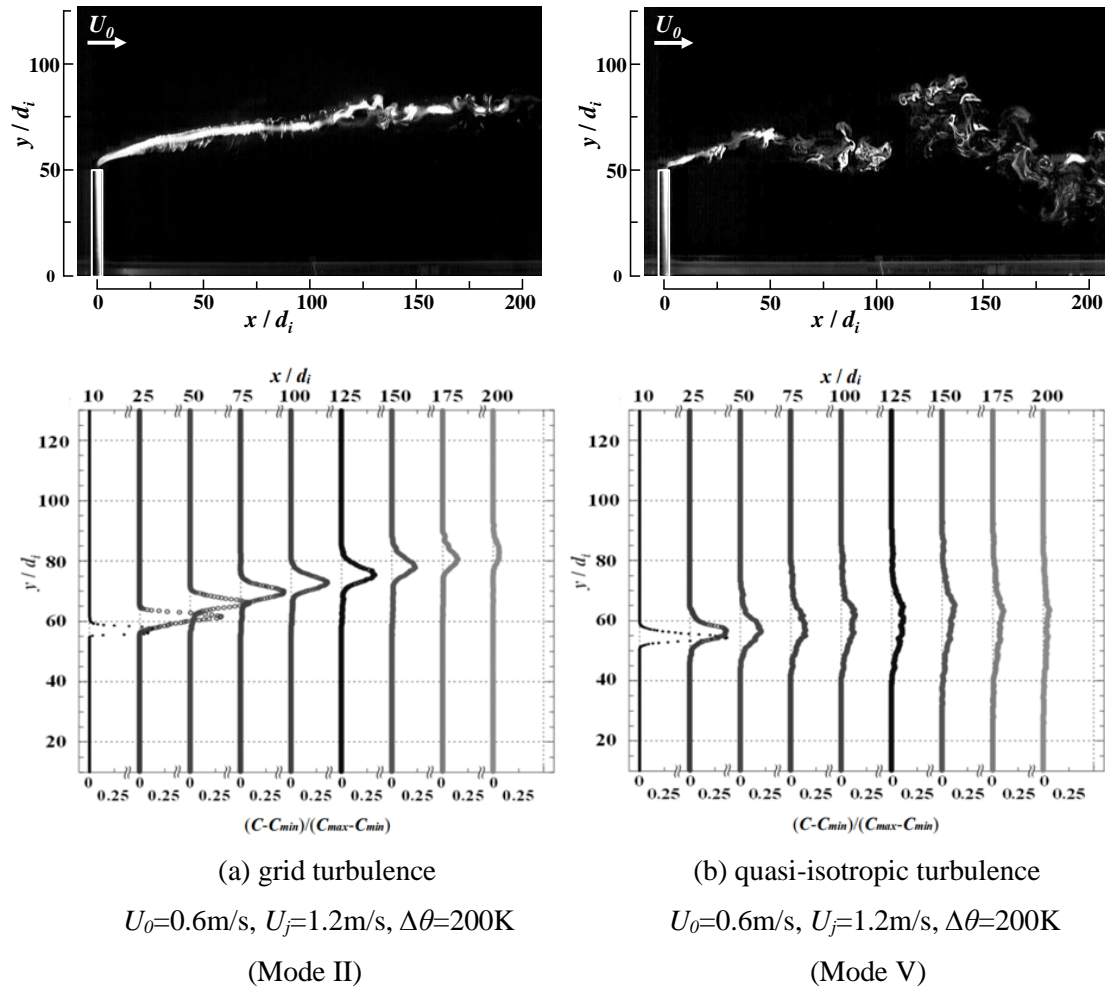 U0
U0
100
100
y / di
y / di
50
50
0
0
0 50 100 150 200
0 50 100 150 200
x / di
x / di
x / di
x / di
10 25 50 75 100 125 150 175 200
10 25 50 75 100 125 150 175 200
120
120
100
100
y / di
y / di
80
80
60
60
40
40
20
20
0 0 0 0 0 0 0 0 0
0 0 0 0 0 0 0 0 0
0.25 0.25 0.25 0.25 0.25 0.25 0.25 0.25 0.25
0.25 0.25 0.25 0.25 0.25 0.25 0.25 0.25 0.25
(C-Cmin)/(Cmax-Cmin)
(C-Cmin)/(Cmax-Cmin)
(a) grid turbulence
(b) quasi-isotropic turbulence
U0=0.6m/s, Uj=1.2m/s, Δθ=200K
U0=0.6m/s, Uj=1.2m/s, Δθ=200K
(Mode II)
(Mode V)